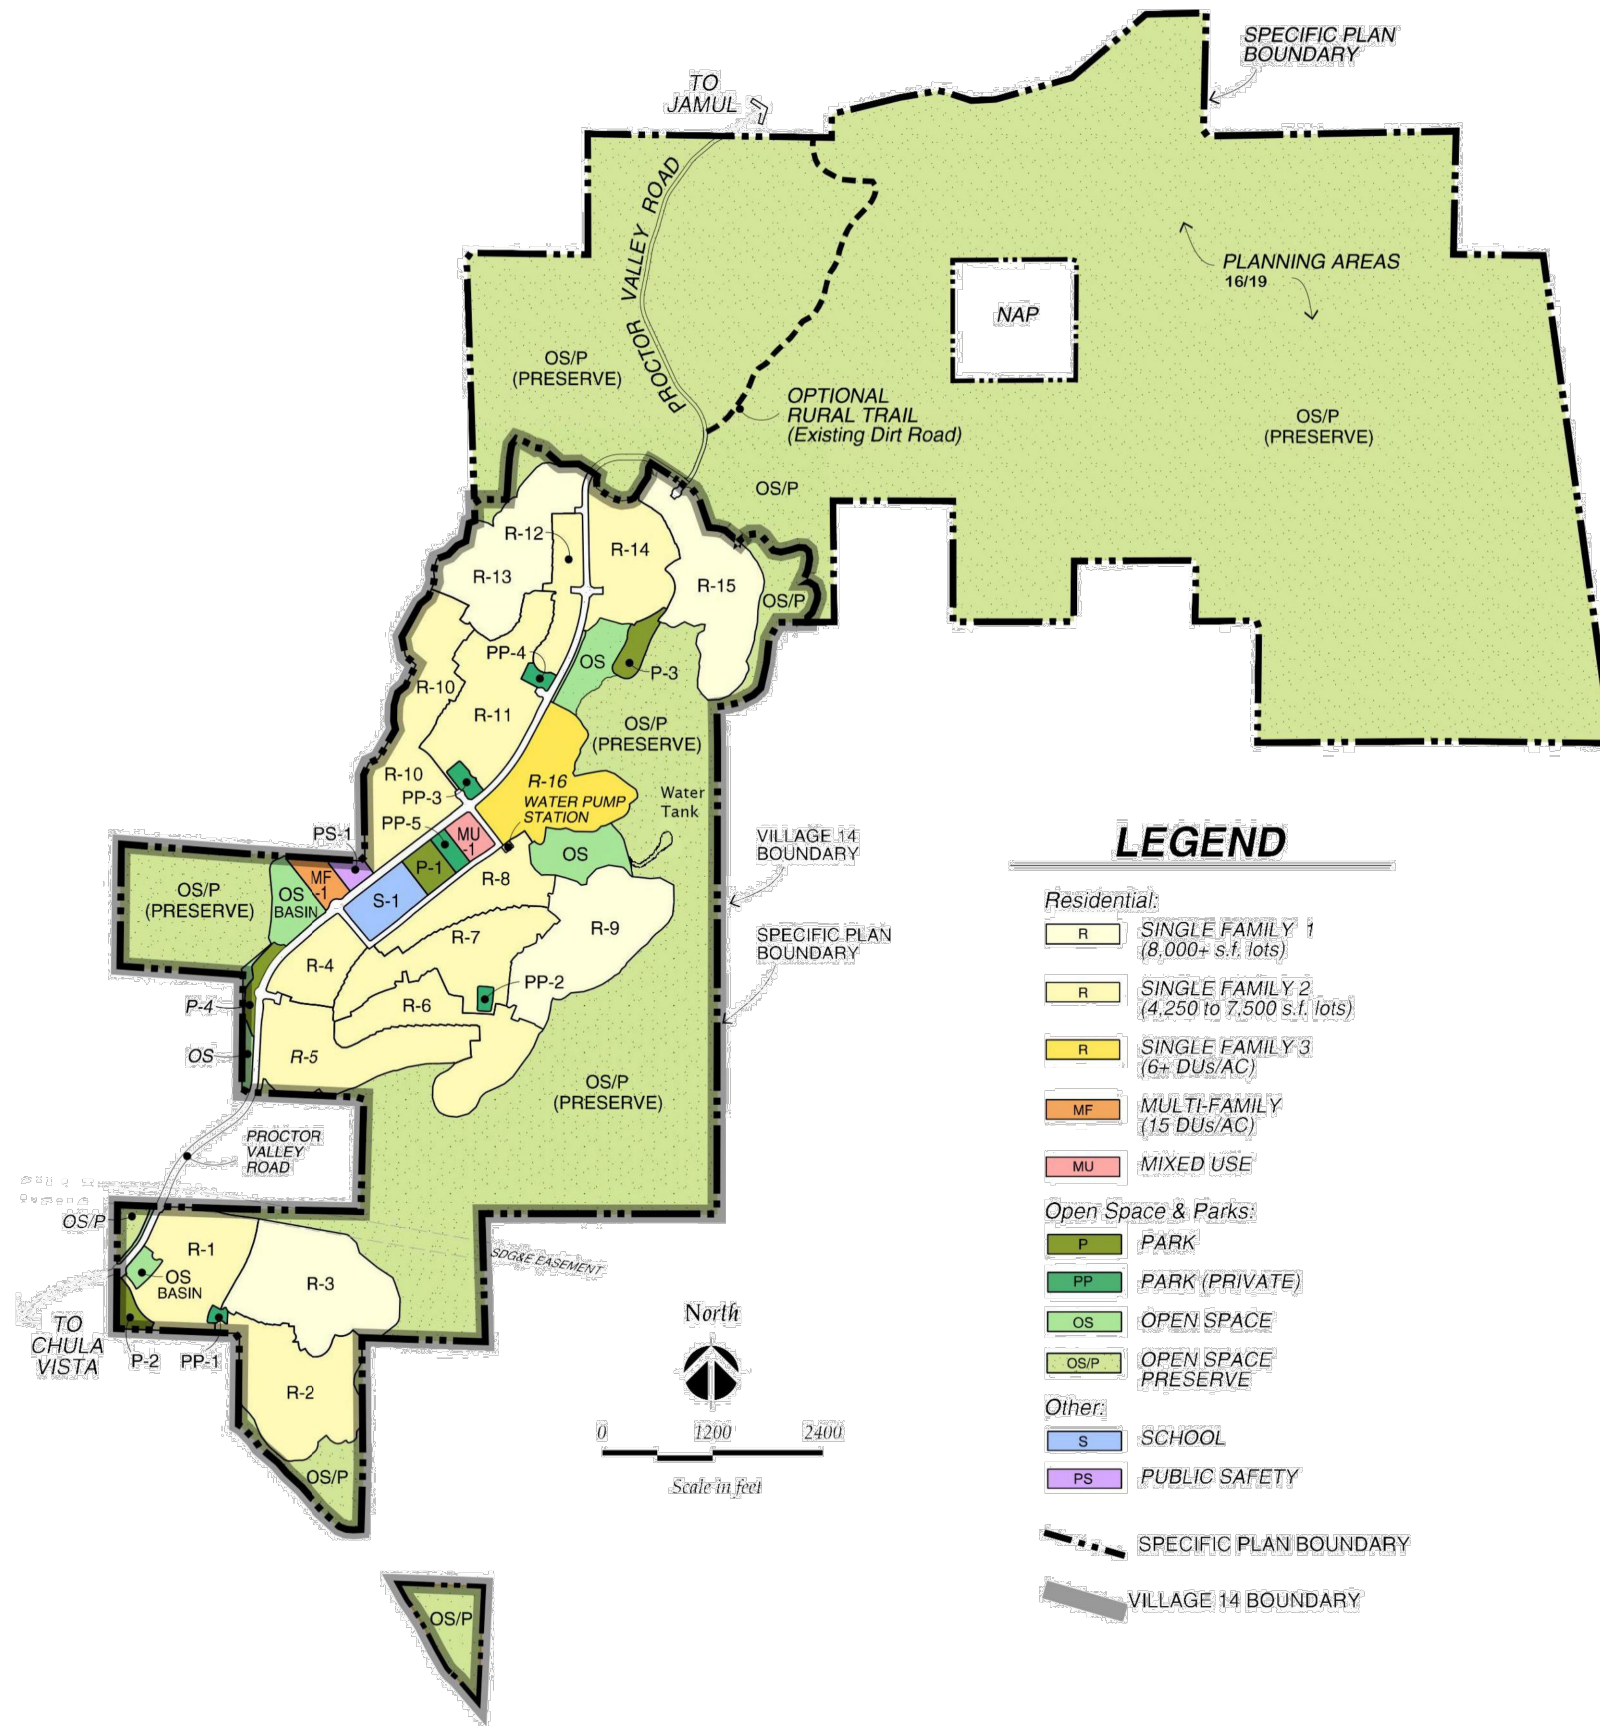 SPECIFIC PLAN
BOUNDARY
TO
JAMUL
PROCTOR VALLEY ROAD
PLANNING AREAS
16/19
NAP
OS/P
(PRESERVE)
OPTIONAL
RURAL TRAIL
(Existing Dirt Road)
OS/P
(PRESERVE)
OS/P
R-12
R-14
R-13
R-15
OS/P
PP-4
OS
P-3
R-10
R-11
OS/P
(PRESERVE)
R-10
PP-3
R-16
WATER PUMP
STATION
Water
Tank
PP-5
MU
-1
PS-1
VILLAGE 14
BOUNDARY
OS
P-1
R-8
MF
-1
OS/P
(PRESERVE)
OS
BASIN
S-1
R-9
R-7
SPECIFIC PLAN
BOUNDARY
R-4
PP-2
P-4
R-6
OS
R-5
OS/P
(PRESERVE)
PROCTOR
VALLEY
ROAD
OS/P
R-1
SDG&E EASEMENT
OS
BASIN
R-3
TO
CHULA
VISTA
P-2
PP-1
R-2
OS/P
OS/P
North
0 1200 2400
Scale in feet
LEGEND
Residential:
R SINGLE FAMILY 1
(8,000+ s.f. lots)
R SINGLE FAMILY 2
(4,250 to 7,500 s.f. lots)
R SINGLE FAMILY 3
(6+ DUs/AC)
MF MULTI-FAMILY
(15 DUs/AC)
MU MIXED USE
Open Space & Parks:
P PARK
PP PARK (PRIVATE)
OS OPEN SPACE
OS/P OPEN SPACE
PRESERVE
Other:
S SCHOOL
PS PUBLIC SAFETY
SPECIFIC PLAN BOUNDARY
VILLAGE 14 BOUNDARY